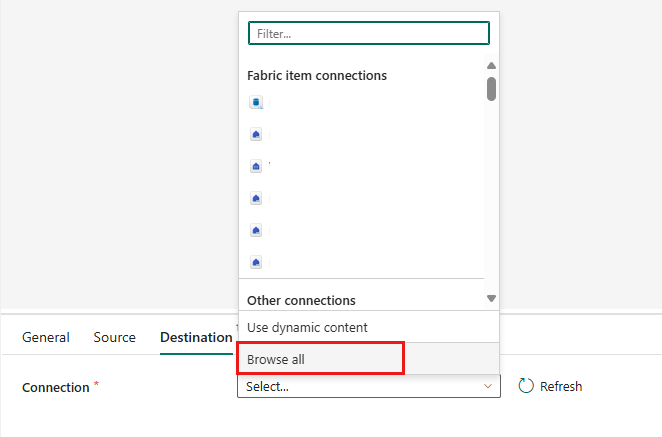 Filter...
Fabric item connections
Other connections
Use dynamic content
Browse all
General Source Destination
Connection * Select... Refresh